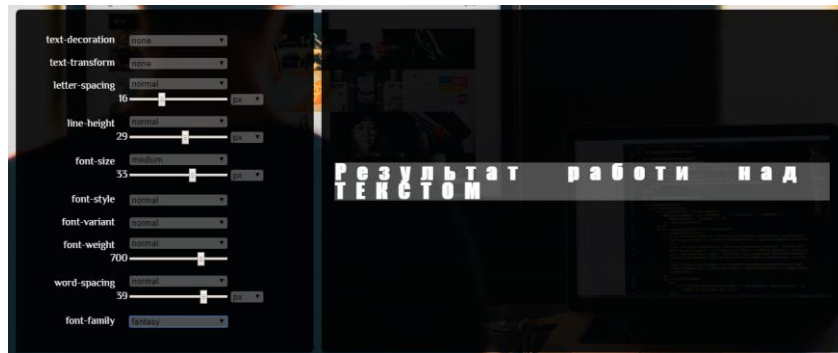 text-decoration none
text-transform none
letter-spacing normal
16 px
line-height normal
29 px
font-size medium
33 px
font-style normal
font-variant normal
font-weight normal
700
word-spacing normal
39 px
font-family fantasy
Результат работи над
ТЕКСТОМ